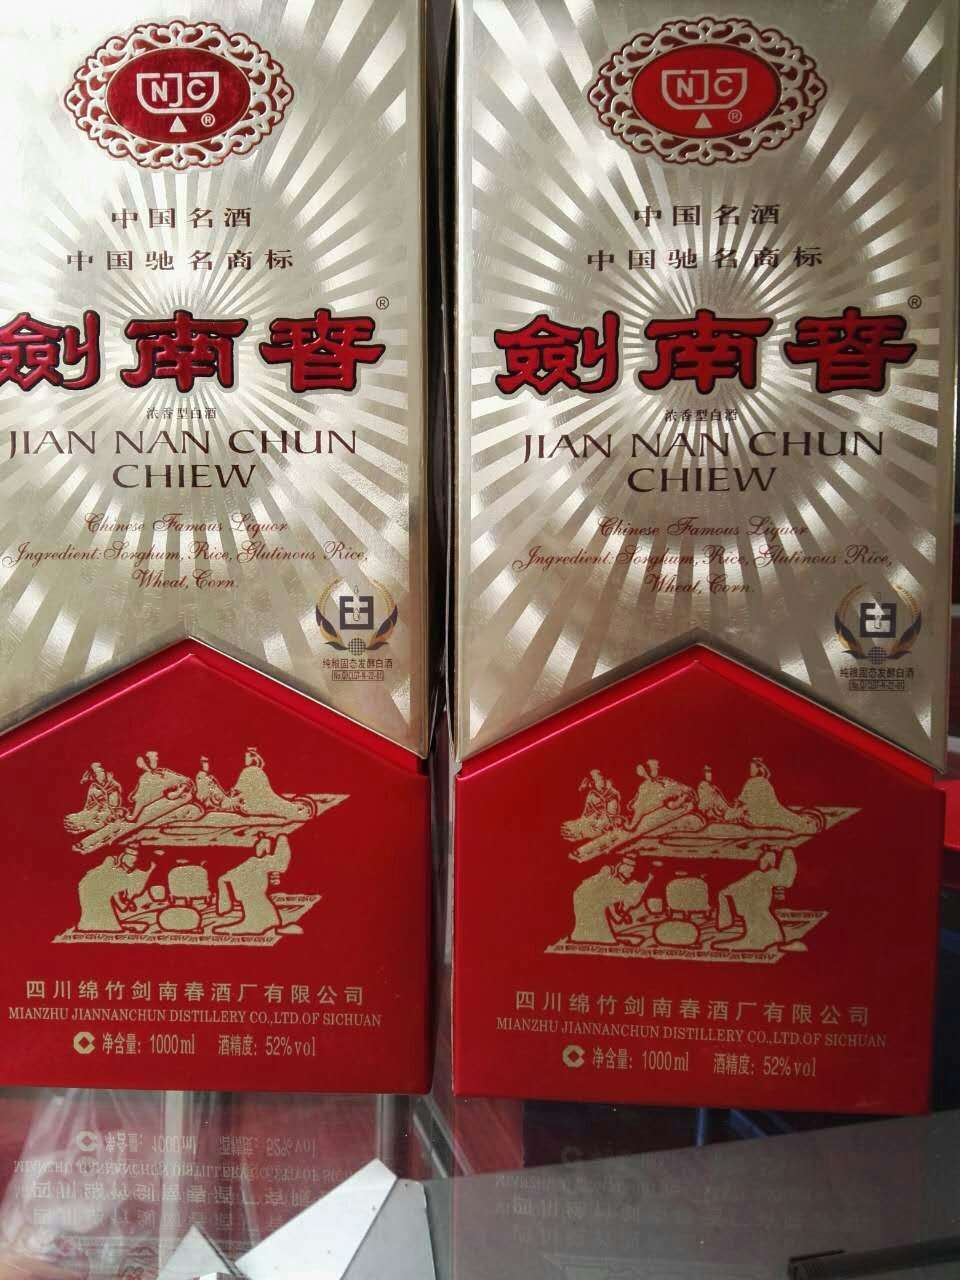 NJC
®
中国名酒
中国驰名商标
劍南春®
浓香型白酒
JIAN NAN CHUN
CHIEW
Chinese Famous Liquor
Ingredient:Sorghum, Rice, Glutinous Rice,
Wheat, Corn.
纯粮固态发酵白酒
四川绵竹剑南春酒厂有限公司
MIANZHU JIANNANCHUN DISTILLERY CO.,LTD.OF SICHUAN
净含量: 1000ml 酒精度: 52%vol
NJC
®
中国名酒
中国驰名商标
劍南春®
浓香型白酒
JIAN NAN CHUN
CHIEW
Chinese Famous Liquor
Ingredient:Sorghum, Rice, Glutinous Rice,
Wheat, Corn.
纯粮固态发酵白酒
四川绵竹剑南春酒厂有限公司
MIANZHU JIANNANCHUN DISTILLERY CO.,LTD.OF SICHUAN
净含量: 1000ml 酒精度: 52%vol